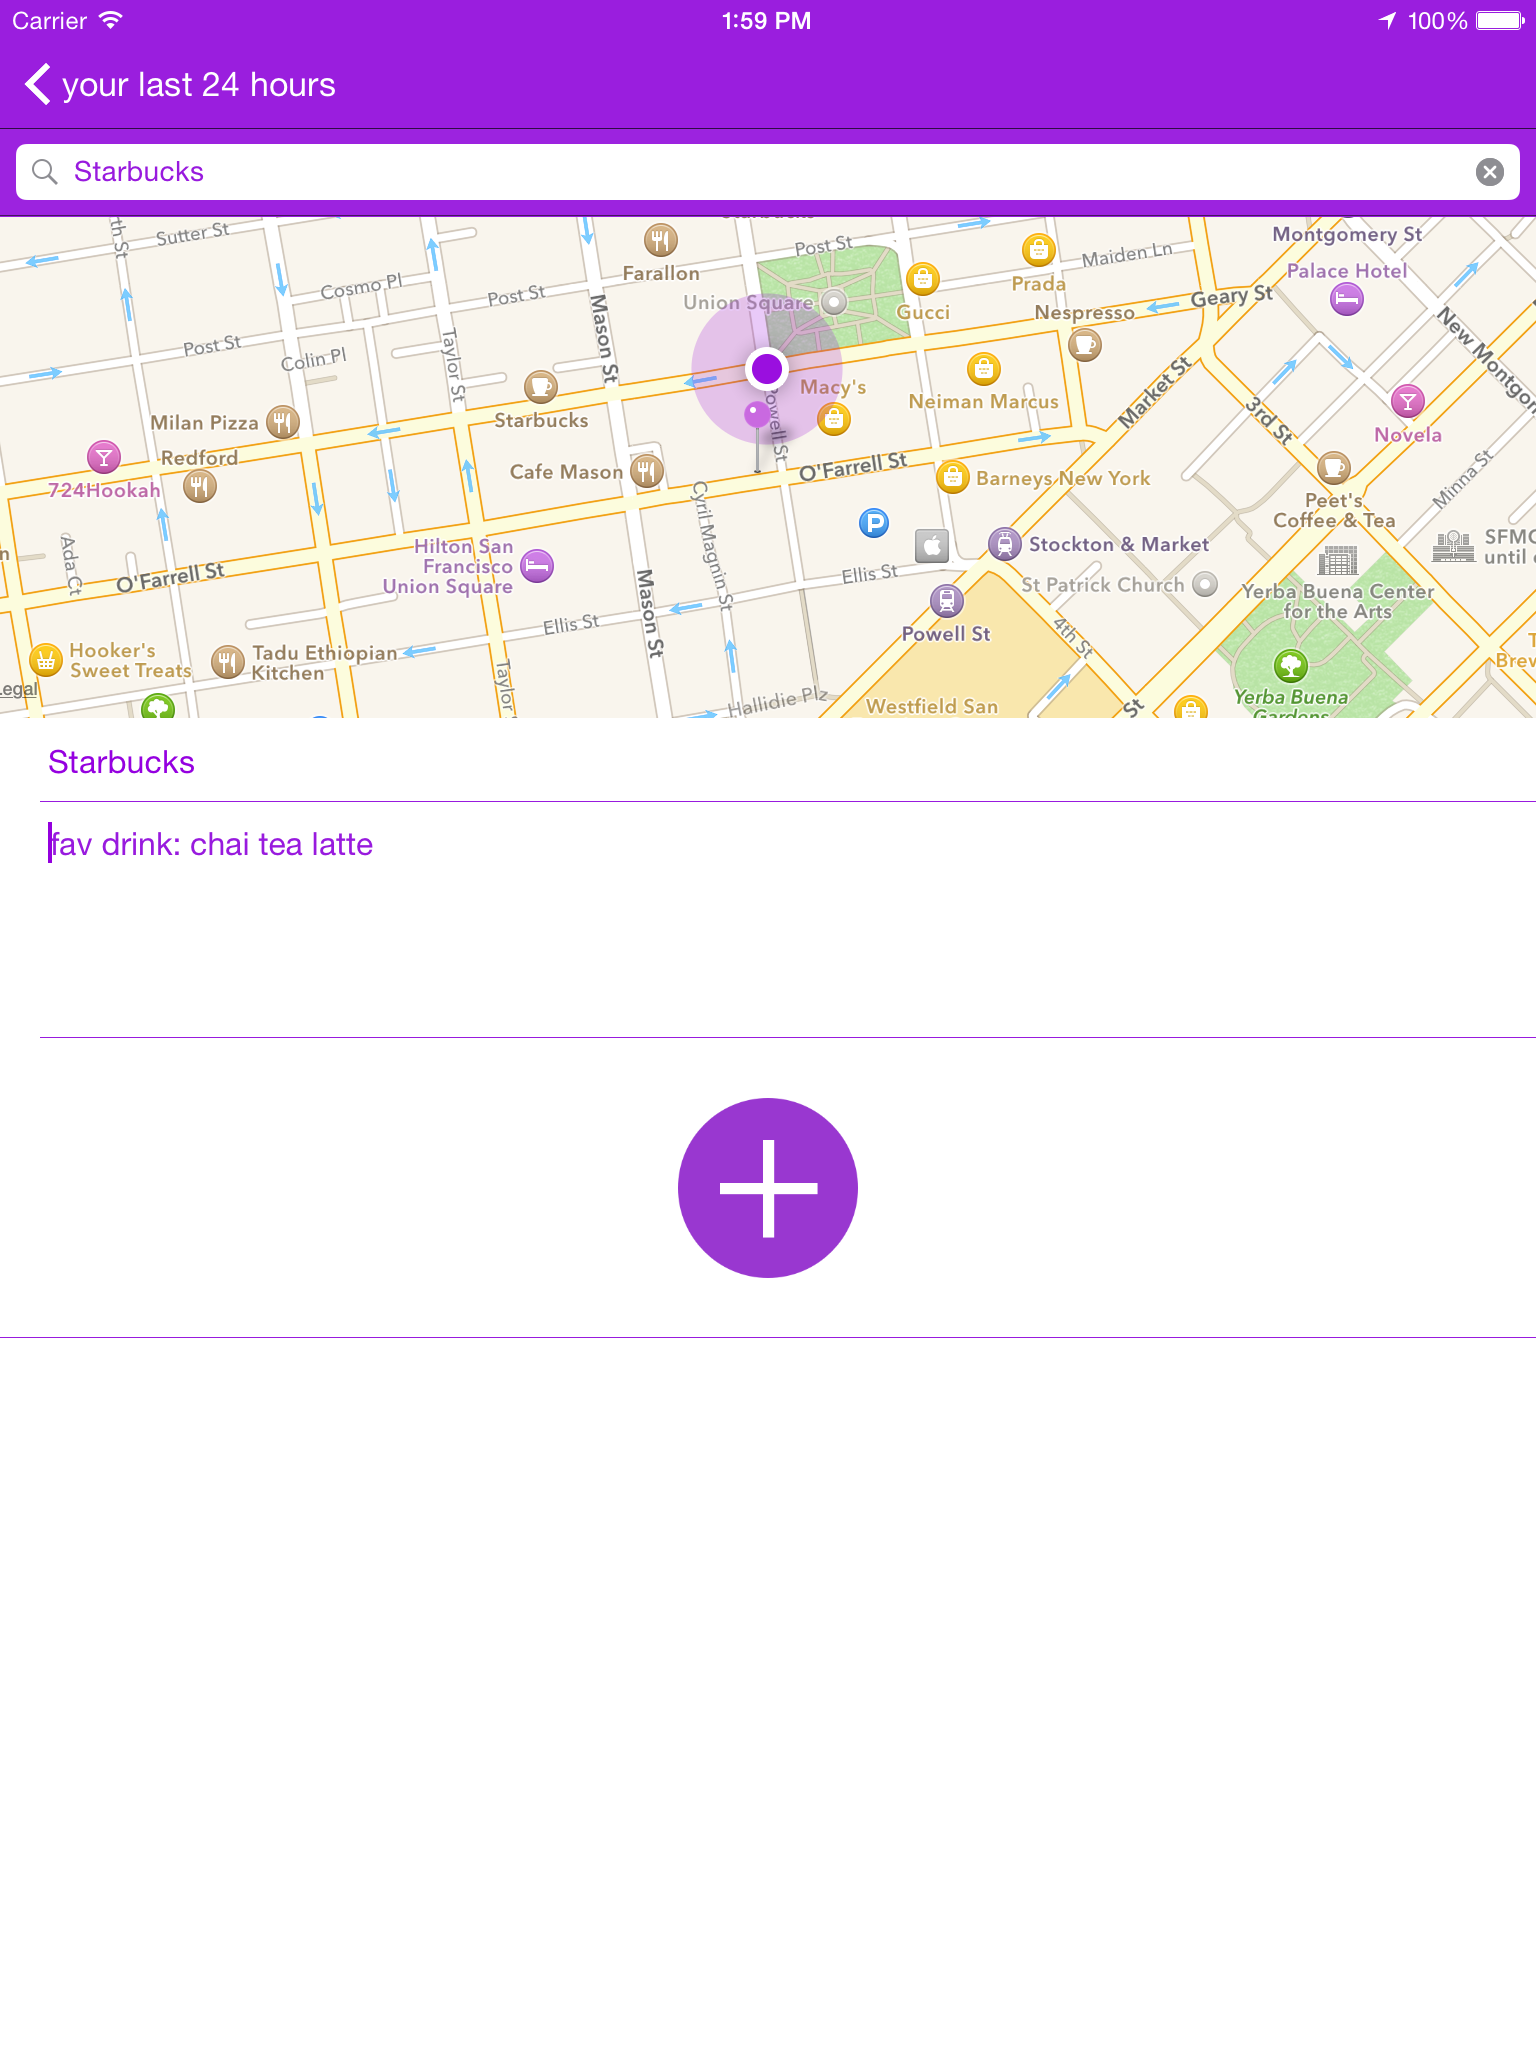 Carrier
1:59 PM
100%
your last 24 hours
Starbucks
Sutter St
Farallon
Post St
Maiden Ln
Montgomery St
Palace Hotel
Cosmo Pl
Post St
Mason St
Union Square
Gucci
Prada
Nespresso
Geary St
New Montgom
Post St
Colin Pl
Taylor St
Starbucks
Macy's
Neiman Marcus
Market St
3rd St
Novela
Milan Pizza
Redford
724Hookah
Cafe Mason
Powell St
O'Farrell St
Barneys New York
Peet's
Coffee & Tea
Minna St
Cyril Magnin St
P
Stockton & Market
SFMO
until
Ada Ct
O'Farrell St
Hilton San
Francisco
Union Square
Mason St
Ellis St
St Patrick Church
Yerba Buena Center
for the Arts
Powell St
4th St
Ellis St
Hooker's
Sweet Treats
Tadu Ethiopian
Kitchen
Taylor
Legal
Hallidie Plz
Westfield San
St
Yerba Buena
Gardens
Brew
Starbucks
fav drink: chai tea latte